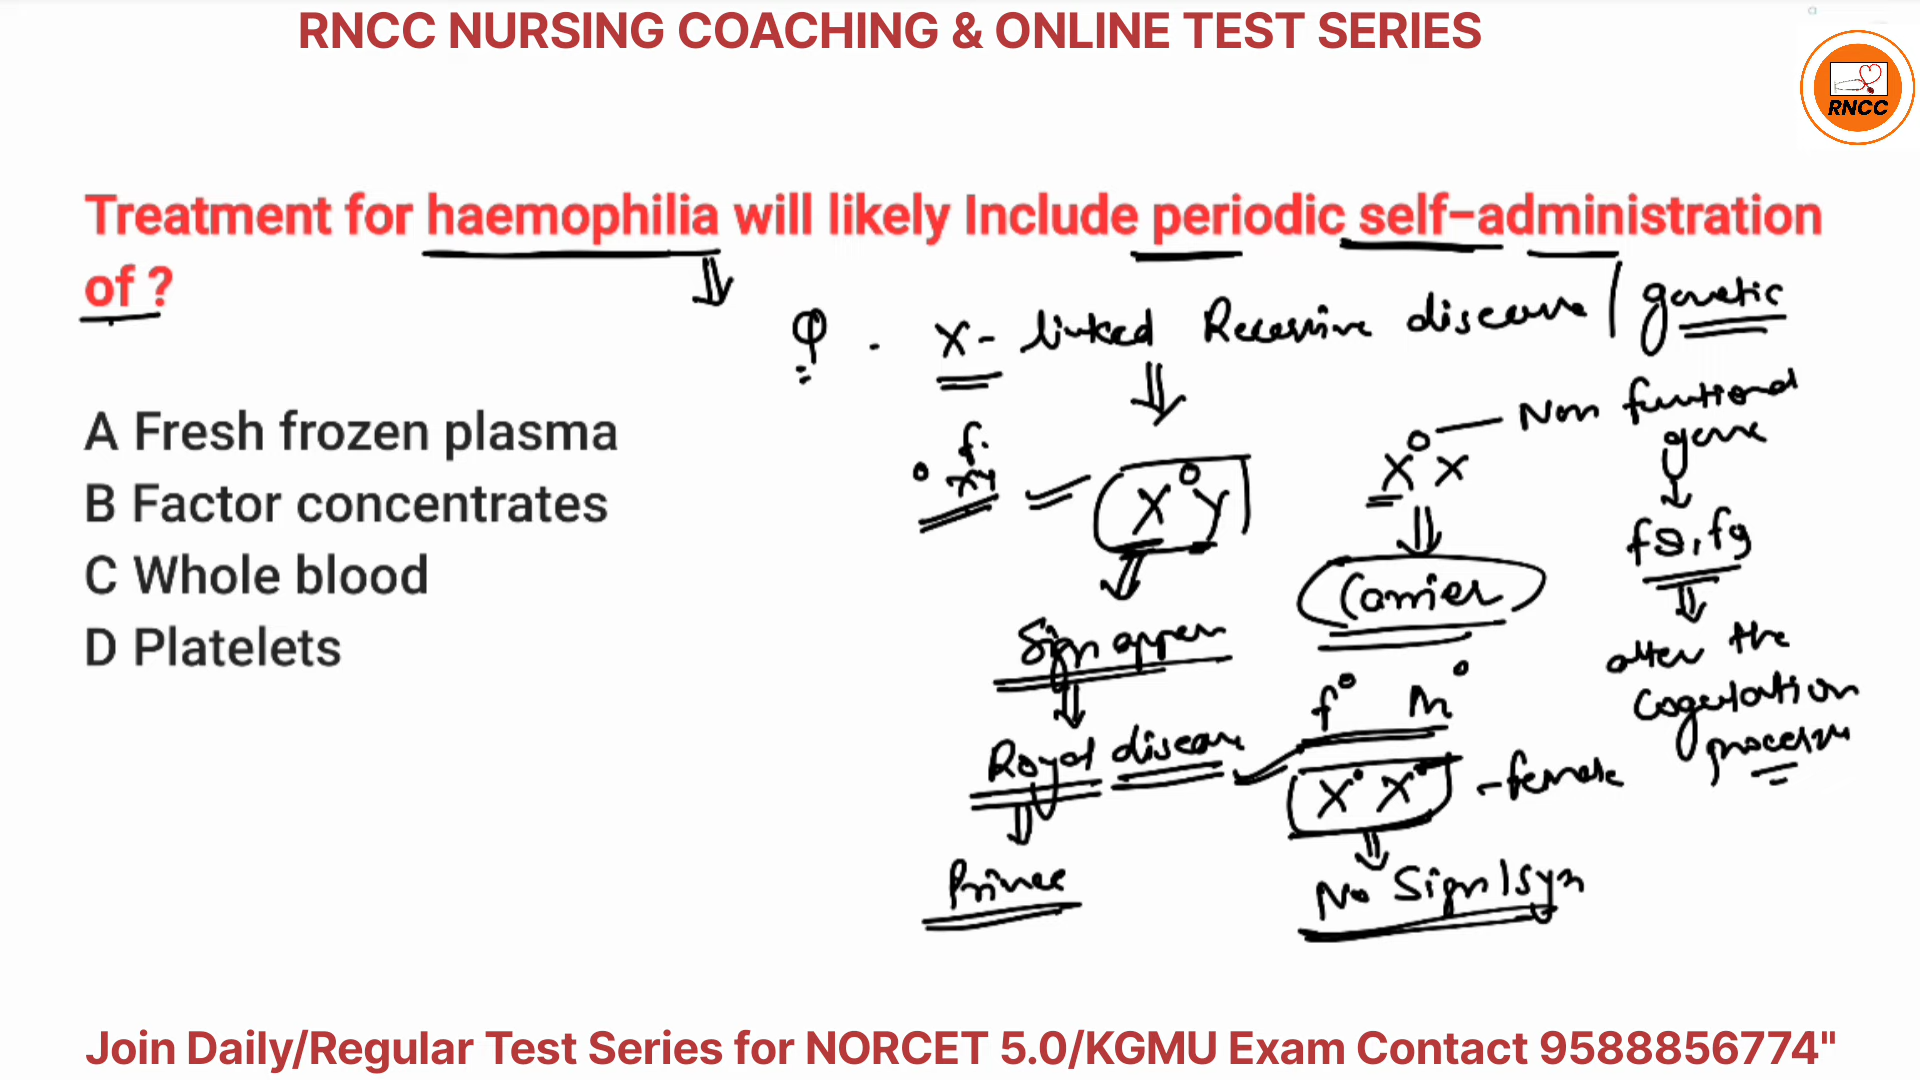 RNCC NURSING COACHING & ONLINE TEST SERIES
RNCC
Treatment for haemophilia will likely Include periodic self-administration
of ?
X- linked Recessive disease / genetic
A Fresh frozen plasma
B Factor concentrates
C Whole blood
D Platelets
f.
xy
X° Y
X° X
Non functional
gene
f8, f9
Carrier
Sign appear
alter the
Cogulation
process
f° M°
Royal disease
X° X° - female
Prince
No Sign/sym
Join Daily/Regular Test Series for NORCET 5.0/KGMU Exam Contact 9588856774"